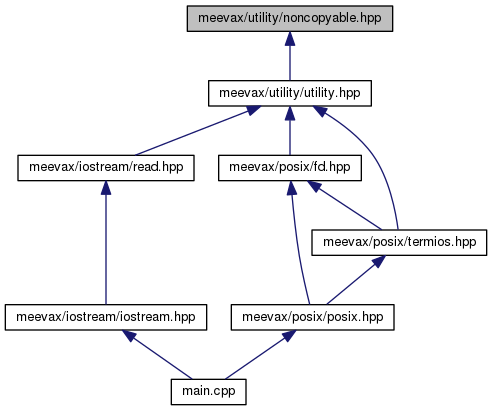 meevax/utility/noncopyable.hpp
meevax/utility/utility.hpp
meevax/iostream/read.hpp
meevax/posix/fd.hpp
meevax/posix/termios.hpp
meevax/iostream/iostream.hpp
meevax/posix/posix.hpp
main.cpp